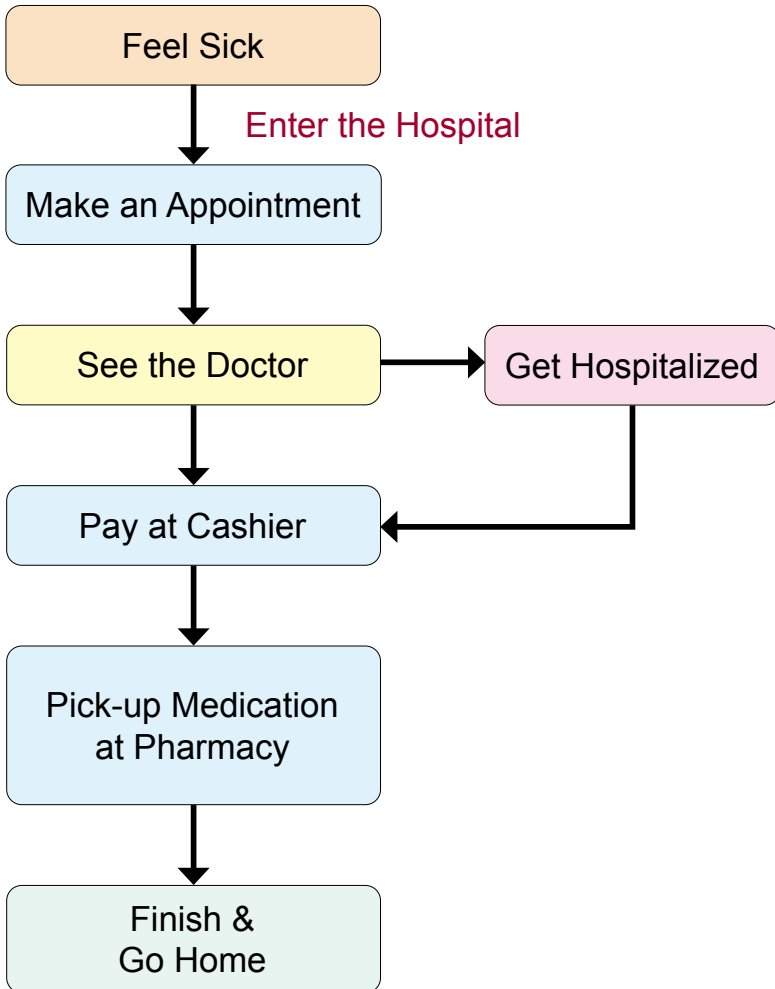 Feel Sick
Enter the Hospital
Make an Appointment
See the Doctor
Get Hospitalized
Pay at Cashier
Pick-up Medication
at Pharmacy
Finish &
Go Home